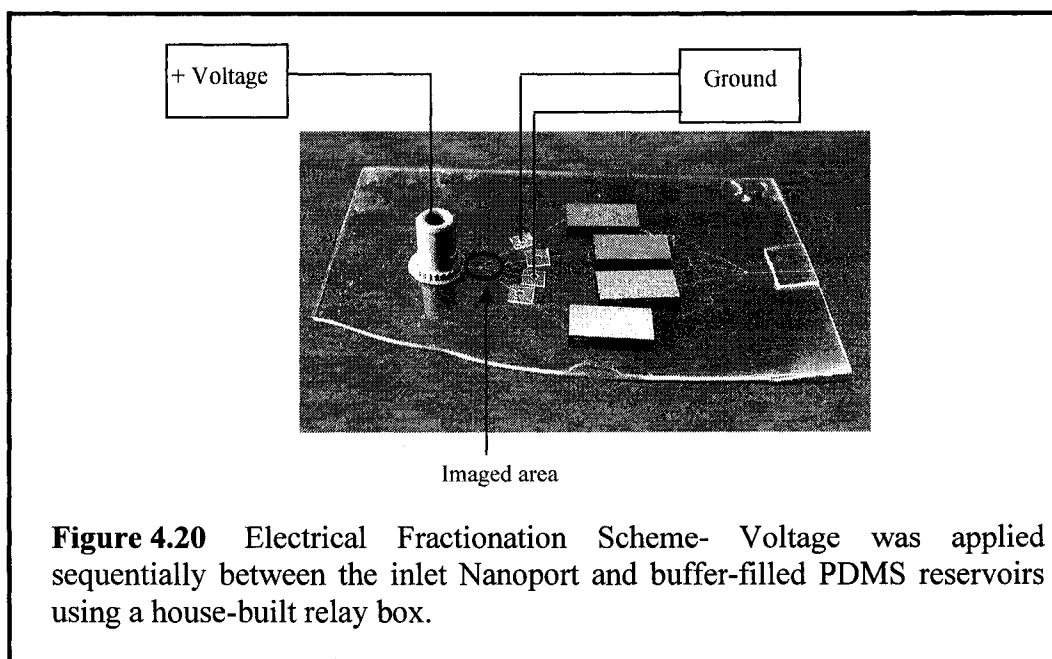 + Voltage
Ground
Imaged area
Figure 4.20 Electrical Fractionation Scheme- Voltage was applied
sequentially between the inlet Nanoport and buffer-filled PDMS reservoirs
using a house-built relay box.